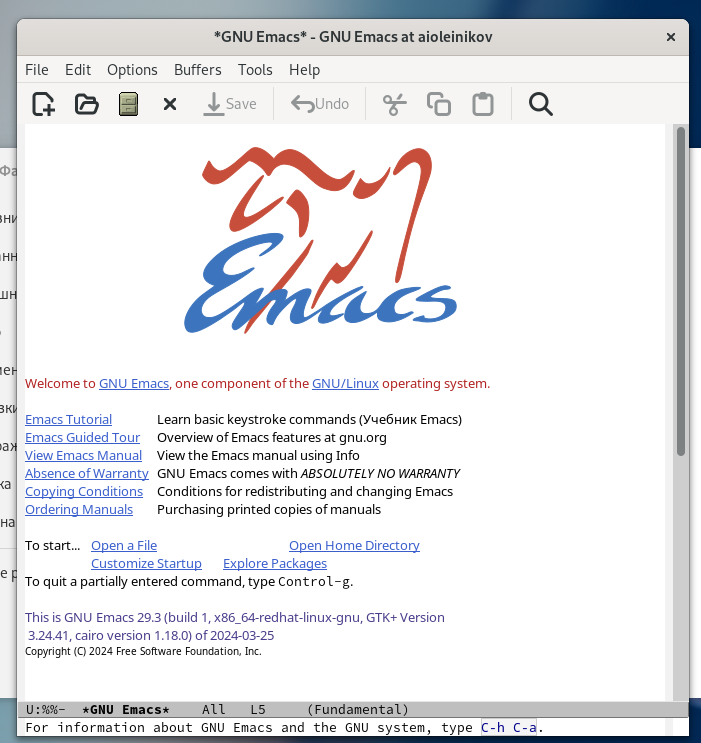 *GNU Emacs* - GNU Emacs at aioleinikov
File Edit Options Buffers Tools Help
Save Undo
Emacs
Welcome to GNU Emacs, one component of the GNU/Linux operating system.
Emacs Tutorial Learn basic keystroke commands (Учебник Emacs)
Emacs Guided Tour Overview of Emacs features at gnu.org
View Emacs Manual View the Emacs manual using Info
Absence of Warranty GNU Emacs comes with ABSOLUTELY NO WARRANTY
Copying Conditions Conditions for redistributing and changing Emacs
Ordering Manuals Purchasing printed copies of manuals
To start... Open a File Open Home Directory
Customize Startup Explore Packages
To quit a partially entered command, type Control-g.
This is GNU Emacs 29.3 (build 1, x86_64-redhat-linux-gnu, GTK+ Version
3.24.41, cairo version 1.18.0) of 2024-03-25
Copyright (C) 2024 Free Software Foundation, Inc.
U:%%- *GNU Emacs* All L5 (Fundamental)
For information about GNU Emacs and the GNU system, type C-h C-a.